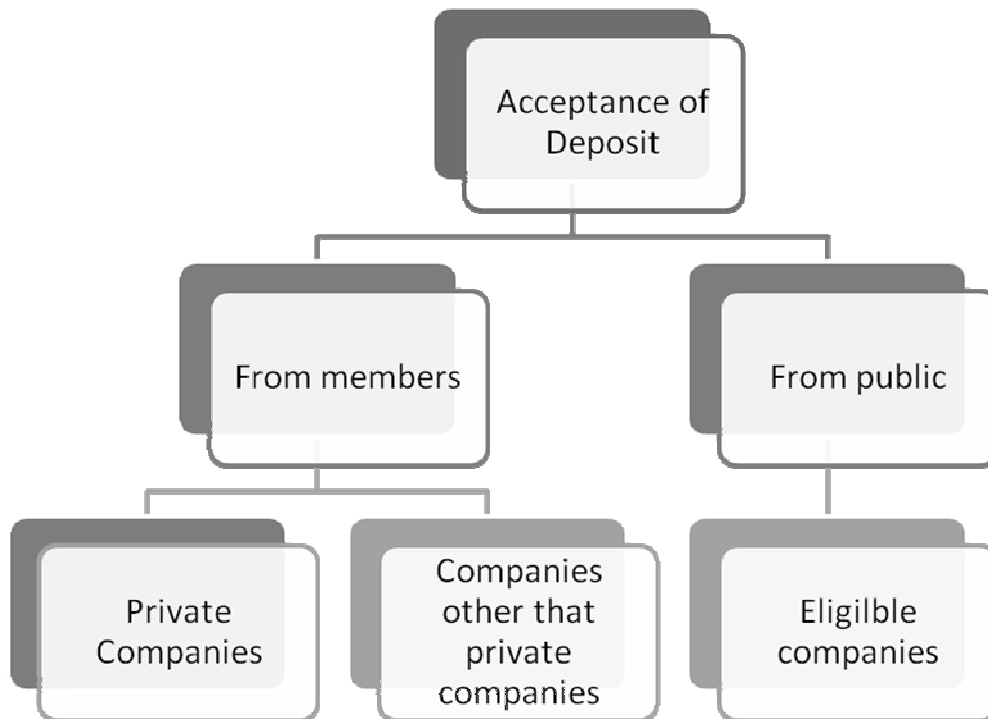 Acceptance of
Deposit
From members
From public
Private
Companies
Companies
other that
private
companies
Eligilble
companies